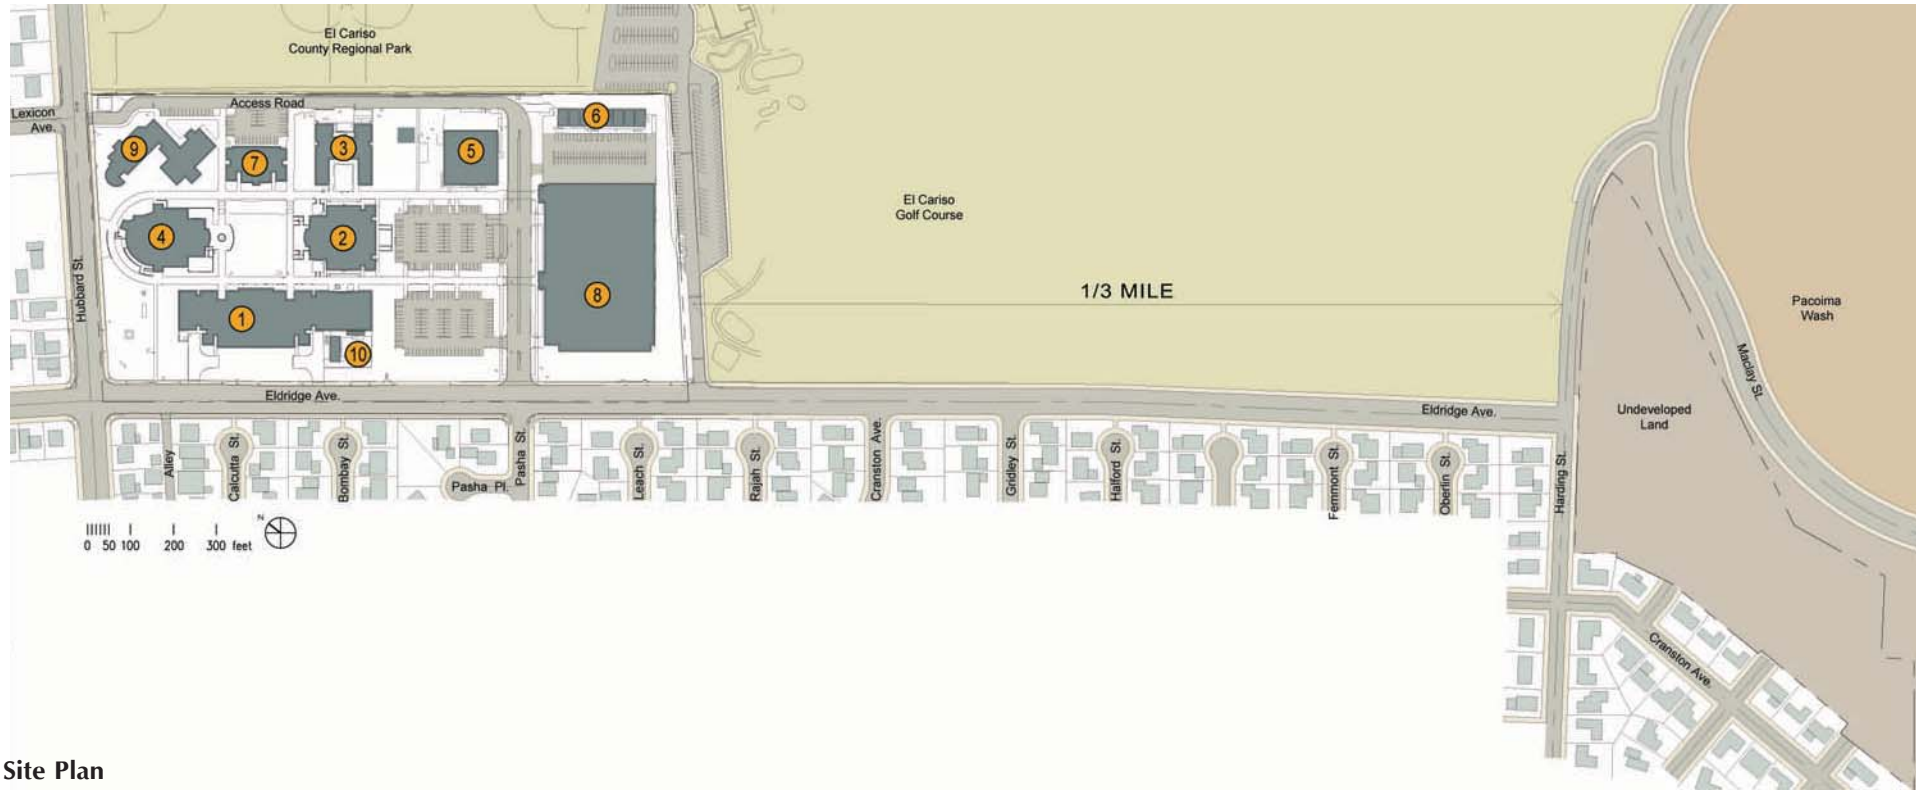 El Cariso
County Regional Park
Access Road
Lexicon
Ave.
6
9
7
3
5
El Cariso
Golf Course
4
2
8
1
10
1/3 MILE
Hubbard St.
Pacoima
Wash
Maclay St.
Undeveloped
Land
Eldridge Ave.
Eldridge Ave.
Alley
Calcutta St.
Bombay St.
Pasha Pl.
Pasha St.
Leach St.
Rajah St.
Cranston Ave.
Gridley St.
Halford St.
Fernmont St.
Oberlin St.
Harding St.
N
0 50 100 200 300 feet
Cranston Ave.
Site Plan